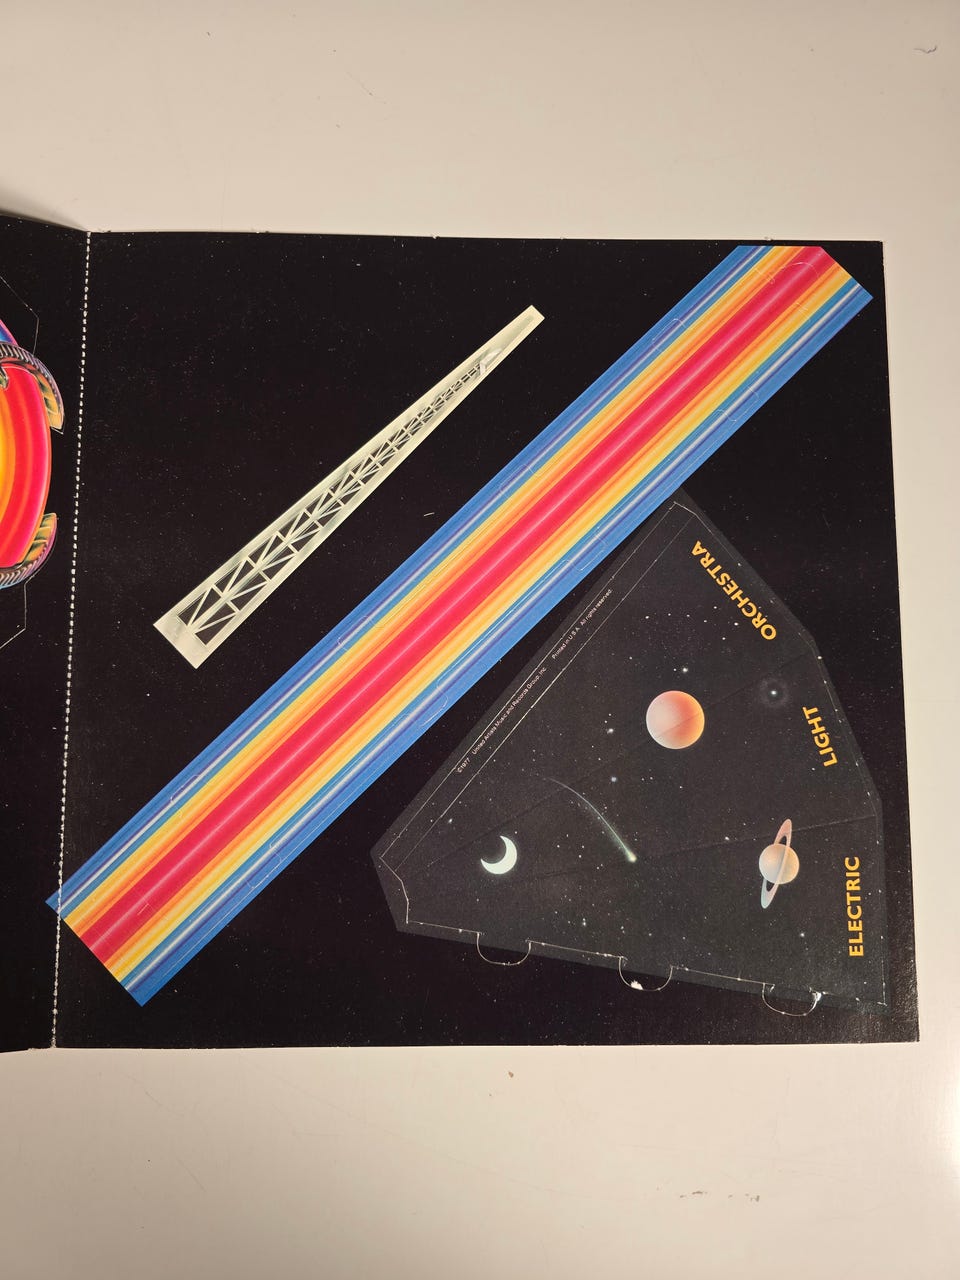 ELECTRIC
LIGHT
ORCHESTRA
©1977 United Artists Music and Records Group, Inc. Printed in U.S.A. All rights reserved.